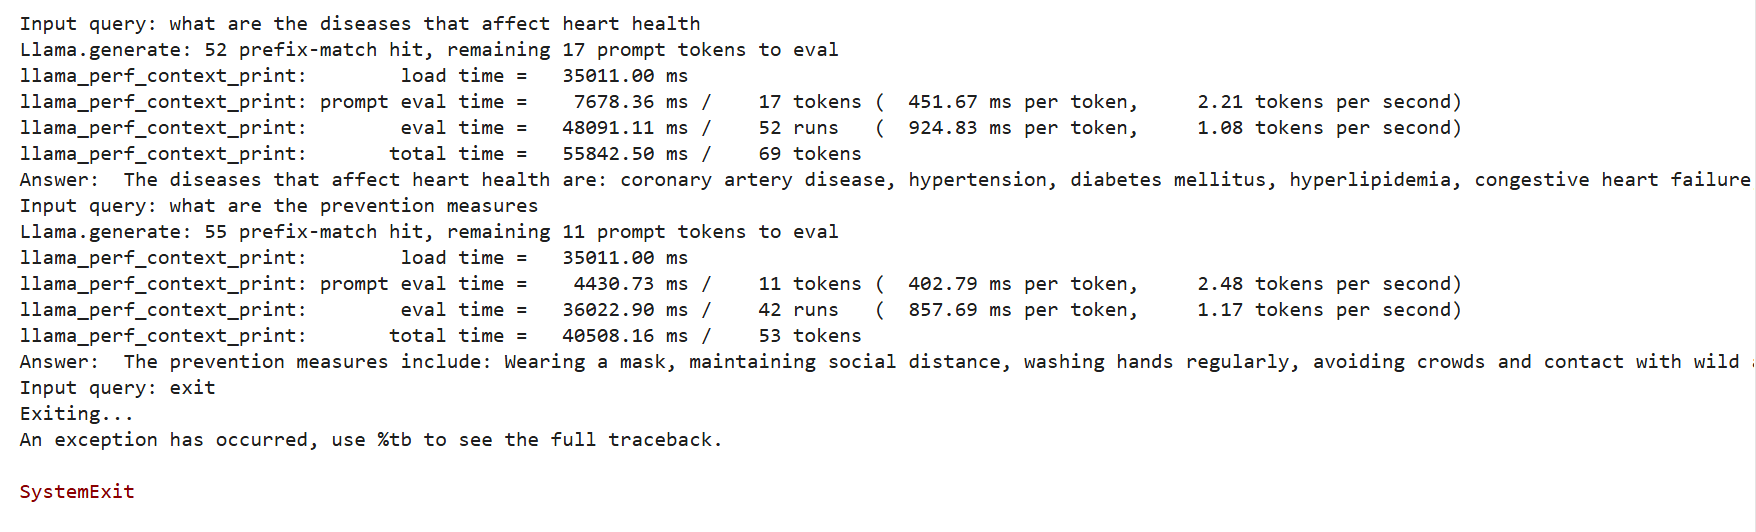 Input query: what are the diseases that affect heart health
Llama.generate: 52 prefix-match hit, remaining 17 prompt tokens to eval
llama_perf_context_print:        load time =   35011.00 ms
llama_perf_context_print: prompt eval time =    7678.36 ms /    17 tokens (  451.67 ms per token,     2.21 tokens per second)
llama_perf_context_print:        eval time =   48091.11 ms /    52 runs   (  924.83 ms per token,     1.08 tokens per second)
llama_perf_context_print:       total time =   55842.50 ms /    69 tokens
Answer:  The diseases that affect heart health are: coronary artery disease, hypertension, diabetes mellitus, hyperlipidemia, congestive heart failure
Input query: what are the prevention measures
Llama.generate: 55 prefix-match hit, remaining 11 prompt tokens to eval
llama_perf_context_print:        load time =   35011.00 ms
llama_perf_context_print: prompt eval time =    4430.73 ms /    11 tokens (  402.79 ms per token,     2.48 tokens per second)
llama_perf_context_print:        eval time =   36022.90 ms /    42 runs   (  857.69 ms per token,     1.17 tokens per second)
llama_perf_context_print:       total time =   40508.16 ms /    53 tokens
Answer:  The prevention measures include: Wearing a mask, maintaining social distance, washing hands regularly, avoiding crowds and contact with wild
Input query: exit
Exiting...
An exception has occurred, use %tb to see the full traceback.
SystemExit